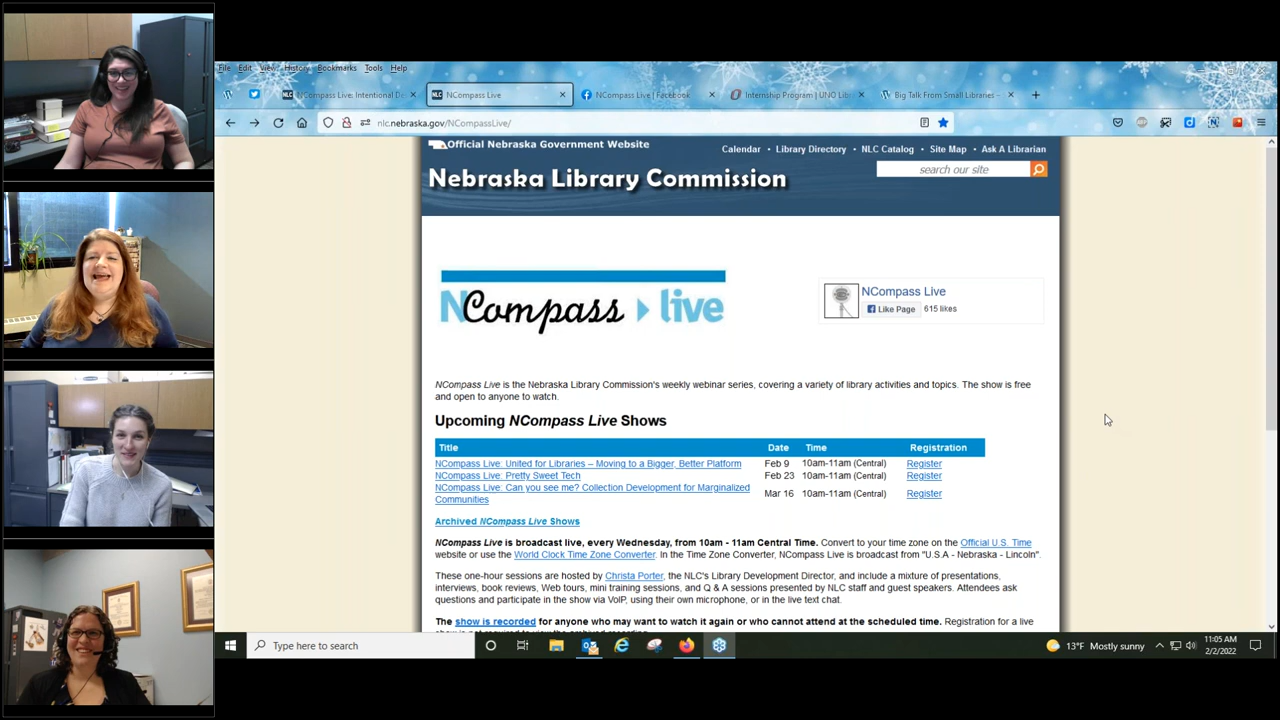 File Edit View History Bookmarks Tools Help
NCompass Live: Intentional De
NCompass Live
NCompass Live | Facebook
Internship Program | UNO Lib
Big Talk From Small Libraries –
nlc.nebraska.gov/NCompassLive/
Official Nebraska Government Website
Calendar • Library Directory • NLC Catalog • Site Map • Ask A Librarian
Nebraska Library Commission
search our site
NCompass live
NCompass Live
Like Page 615 likes
NCompass Live is the Nebraska Library Commission's weekly webinar series, covering a variety of library activities and topics. The show is free
and open to anyone to watch.
Upcoming NCompass Live Shows
Title Date Time Registration
NCompass Live: United for Libraries – Moving to a Bigger, Better Platform Feb 9 10am-11am (Central) Register
NCompass Live: Pretty Sweet Tech Feb 23 10am-11am (Central) Register
NCompass Live: Can you see me? Collection Development for Marginalized
Communities Mar 16 10am-11am (Central) Register
Archived NCompass Live Shows
NCompass Live is broadcast live, every Wednesday, from 10am - 11am Central Time. Convert to your time zone on the Official U.S. Time
website or use the World Clock Time Zone Converter. In the Time Zone Converter, NCompass Live is broadcast from "U.S.A - Nebraska - Lincoln".
These one-hour sessions are hosted by Christa Porter, the NLC's Library Development Director, and include a mixture of presentations,
interviews, book reviews, Web tours, mini training sessions, and Q & A sessions presented by NLC staff and guest speakers. Attendees ask
questions and participate in the show via VoIP, using their own microphone, or in the live text chat.
The show is recorded for anyone who may want to watch it again or who cannot attend at the scheduled time. Registration for a live
Type here to search
13°F Mostly sunny
11:05 AM
2/2/2022